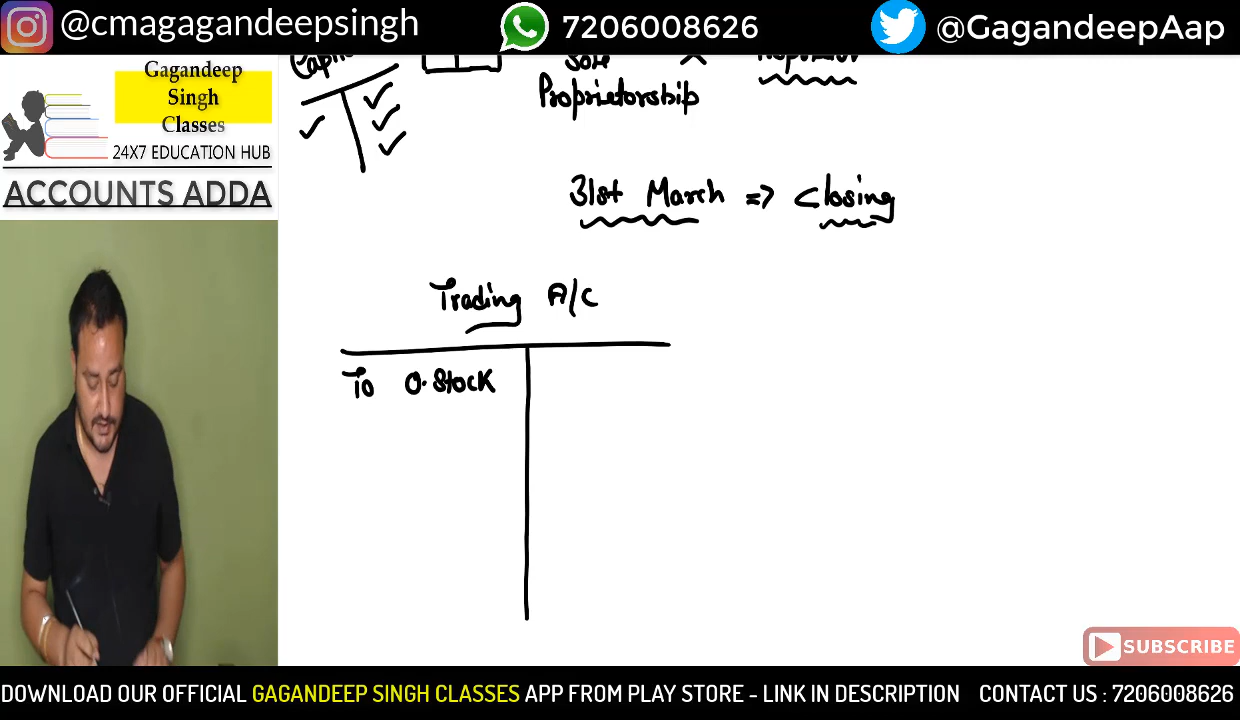 @cmagagandeepsingh 7206008626 @GagandeepAap
Gagandeep
Singh
Classes
24X7 EDUCATION HUB
ACCOUNTS ADDA
Sole
Proprietorship
31st March => Closing
Trading A/C
To O.Stock
SUBSCRIBE
DOWNLOAD OUR OFFICIAL GAGANDEEP SINGH CLASSES APP FROM PLAY STORE - LINK IN DESCRIPTION CONTACT US : 7206008626